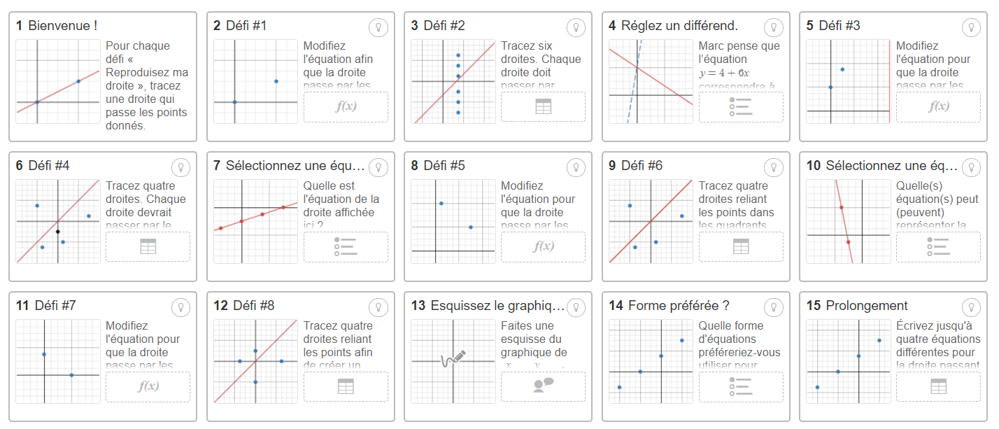 1 Bienvenue !
Pour chaque
défi «
Reproduisez ma
droite », tracez
une droite qui
passe les points
donnés.
2 Défi #1
Modifiez
l'équation afin
que la droite
passe par les
f(x)
3 Défi #2
Tracez six
droites. Chaque
droite doit
passer par
4 Réglez un différend.
Marc pense que
l'équation
y = 4 + 6x
correspondra à
5 Défi #3
Modifiez
l'équation pour
que la droite
passe par les
f(x)
6 Défi #4
Tracez quatre
droites. Chaque
droite devrait
passer par le
7 Sélectionnez une équ...
Quelle est
l'équation de la
droite affichée
ici ?
8 Défi #5
Modifiez
l'équation pour
que la droite
passe par les
f(x)
9 Défi #6
Tracez quatre
droites reliant
les points dans
les quadrants
10 Sélectionnez une éq...
Quelle(s)
équation(s) peut
(peuvent)
représenter la
11 Défi #7
Modifiez
l'équation pour
que la droite
passe par les
f(x)
12 Défi #8
Tracez quatre
droites reliant
les points afin
de créer un
13 Esquissez le graphiq...
Faites une
esquisse du
graphique de
14 Forme préférée ?
Quelle forme
d'équations
préféreriez-vous
utiliser pour
15 Prolongement
Écrivez jusqu'à
quatre équations
différentes pour
la droite passant